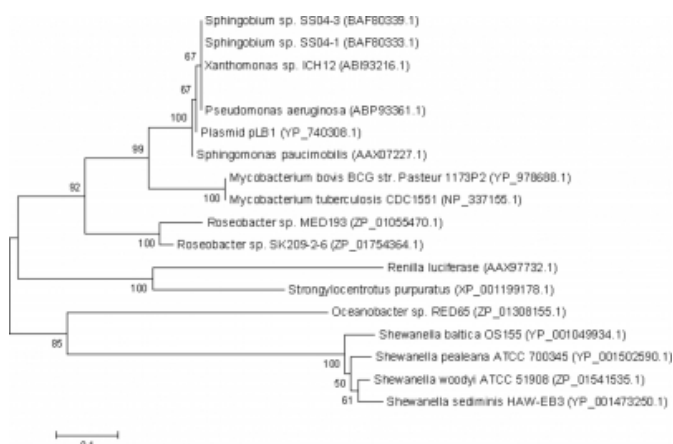 Sphingobium sp. SS04-3 (BAF80339.1)
Sphingobium sp. SS04-1 (BAF80333.1)
67
Xanthomonas sp. ICH12 (ABI93216.1)
67
Pseudomonas aeruginosa (ABP93361.1)
100
Plasmid pLB1 (YP_740308.1)
99
Sphingomonas paucimobilis (AAX07227.1)
Mycobacterium bovis BCG str. Pasteur 1173P2 (YP_978688.1)
92
100
Mycobacterium tuberculosis CDC1551 (NP_337155.1)
Roseobacter sp. MED193 (ZP_01055470.1)
100
Roseobacter sp. SK209-2-6 (ZP_01754364.1)
Renilla luciferase (AAX97732.1)
100
Strongylocentrotus purpuratus (XP_001199178.1)
Oceanobacter sp. RED65 (ZP_01308155.1)
85
Shewanella baltica OS155 (YP_001049934.1)
100
Shewanella pealeana ATCC 700345 (YP_001502590.1)
50
Shewanella woodyi ATCC 51908 (ZP_01541535.1)
61
Shewanella sediminis HAW-EB3 (YP_001473250.1)